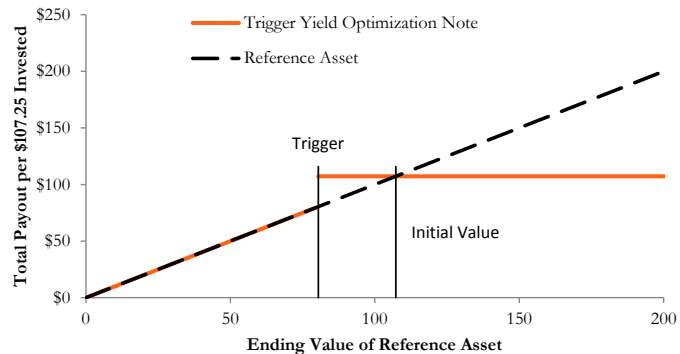 $250
$200
$150
$100
$50
$0
Total Payout per $107.25 Invested
Trigger Yield Optimization Note
Reference Asset
Trigger
Initial Value
0
50
100
150
200
Ending Value of Reference Asset